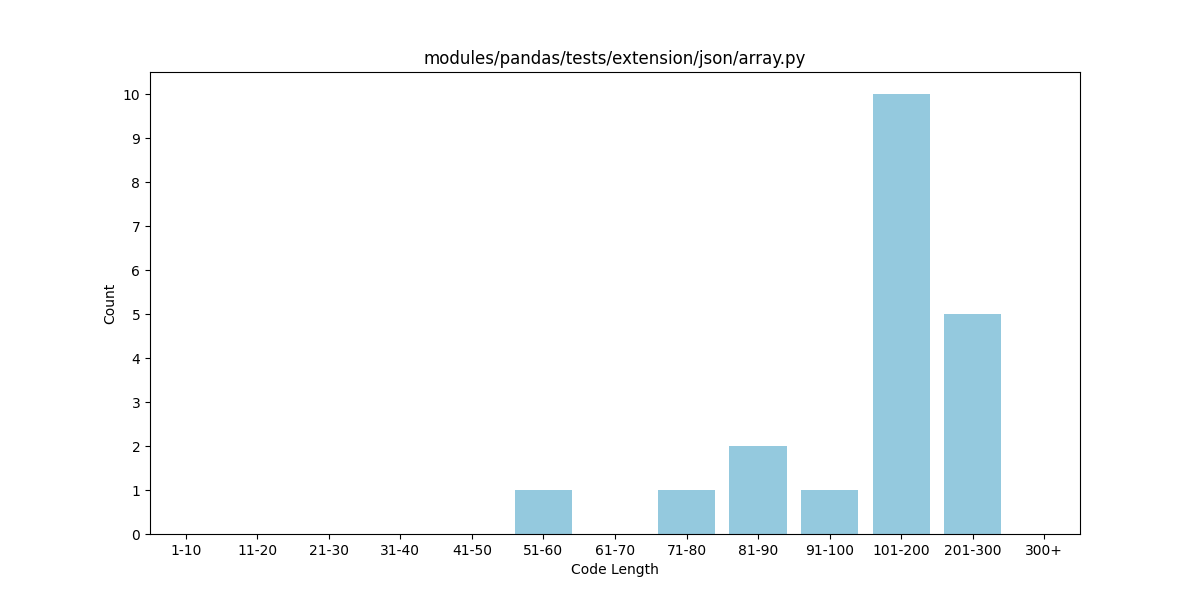 modules/pandas/tests/extension/json/array.py
10
9
8
7
6
5
4
3
2
1
0
Count
1-10 11-20 21-30 31-40 41-50 51-60 61-70 71-80 81-90 91-100 101-200 201-300 300+
Code Length